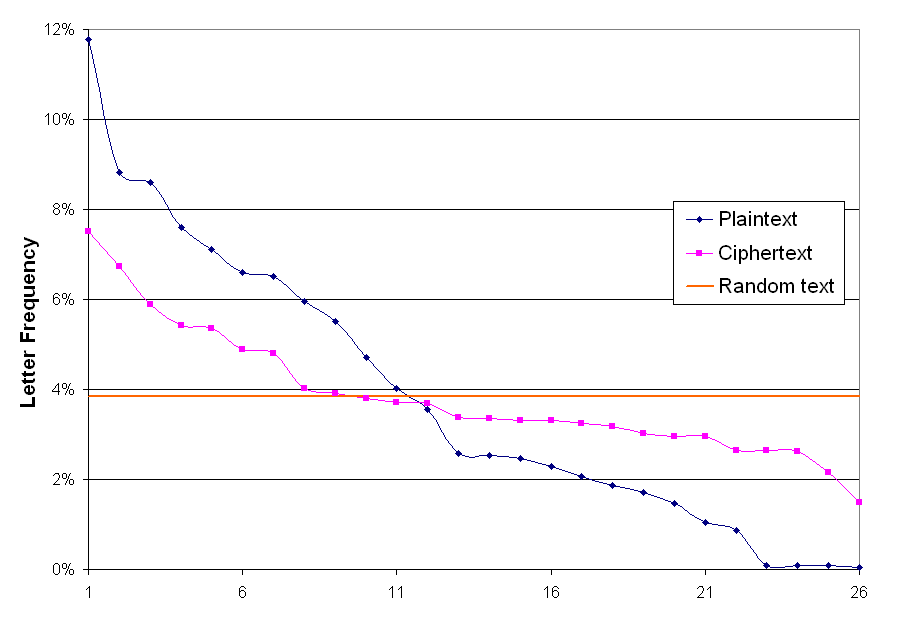 12%
10%
8%
6%
4%
2%
0%
Letter Frequency
Plaintext
Ciphertext
Random text
1 6 11 16 21 26